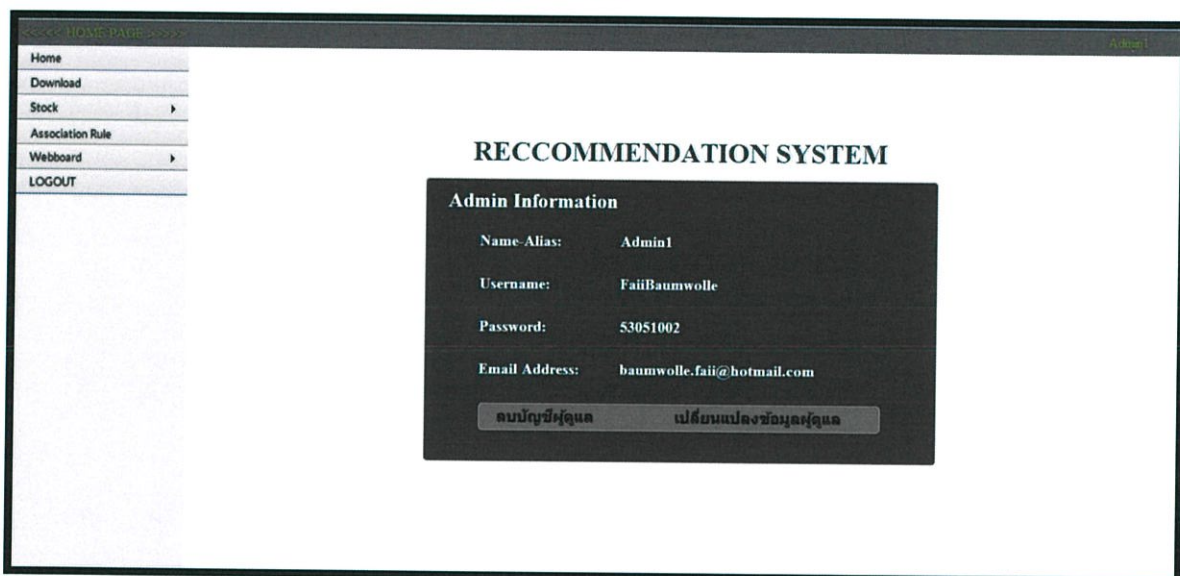 <<<<< HOME PAGE >>>>>
Admin1
Home
Download
Stock
Association Rule
Webboard
LOGOUT
RECCOMMENDATION SYSTEM
Admin Information
Name-Alias: Admin1
Username: FaiiBaumwolle
Password: 53051002
Email Address: baumwolle.faii@hotmail.com
ลบบัญชีผู้ดูแล เปลี่ยนแปลงข้อมูลผู้ดูแล